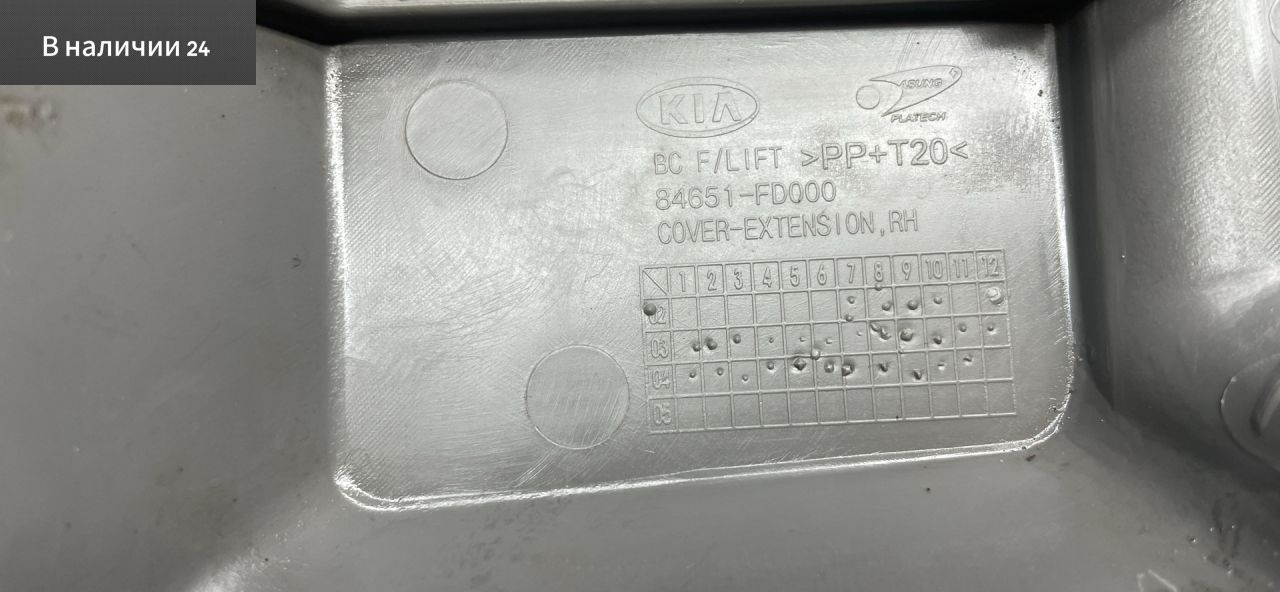 В наличии 24
KIA
ASUNG
PLATECH
BC F/LIFT >PP+T20<
84651-FD000
COVER-EXTENSION,RH
1 2 3 4 5 6 7 8 9 10 11 12
02
03
04
05